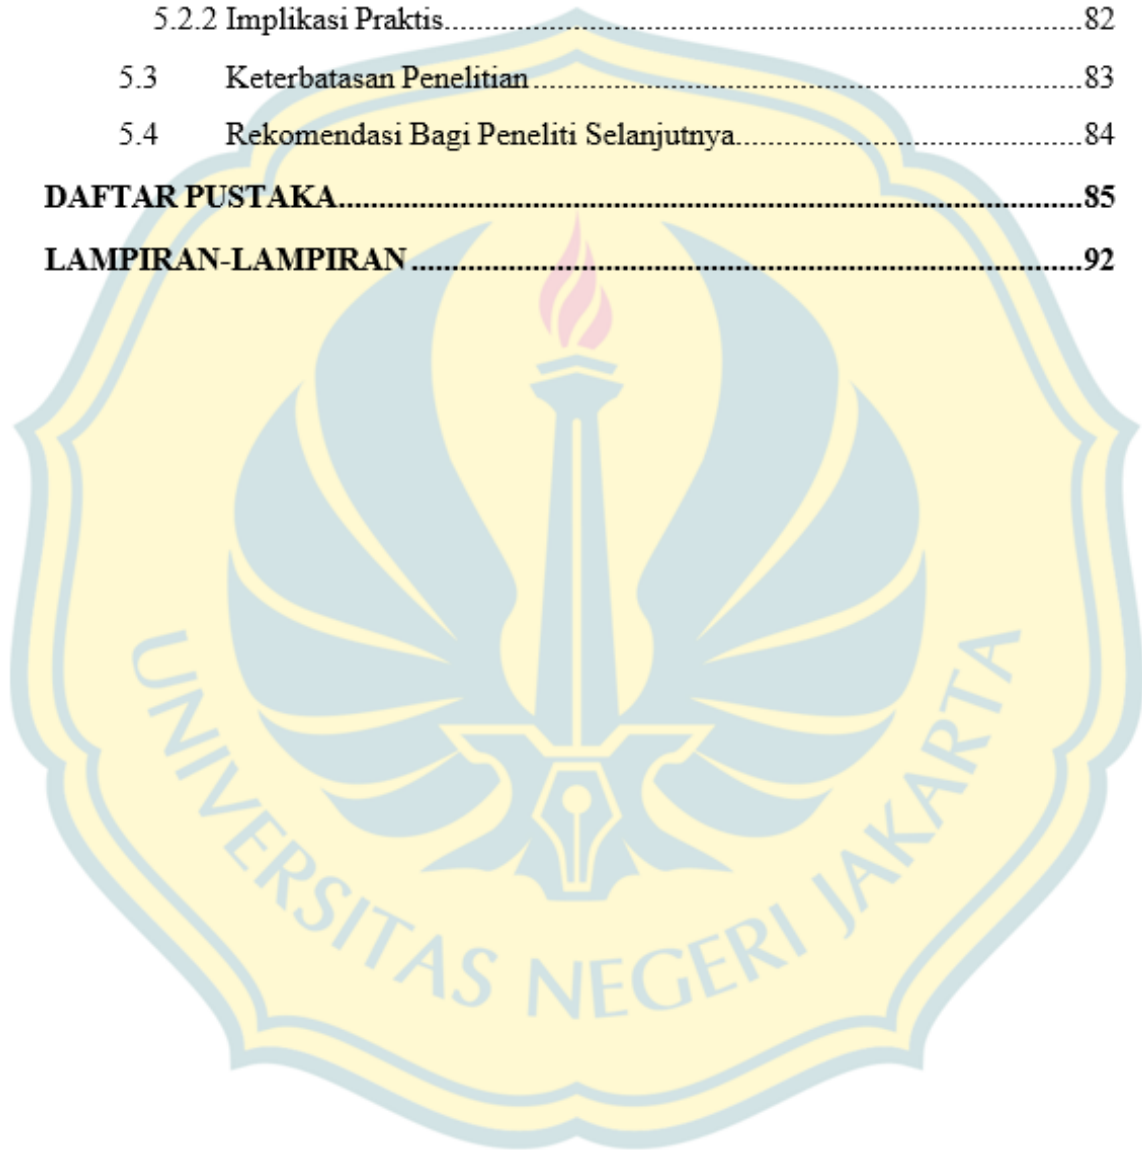 5.2.2 Implikasi Praktis..........82
5.3 Keterbatasan Penelitian..........83
5.4 Rekomendasi Bagi Peneliti Selanjutnya..........84
DAFTAR PUSTAKA..........85
LAMPIRAN-LAMPIRAN..........92
UNIVERSITAS NEGERI JAKARTA